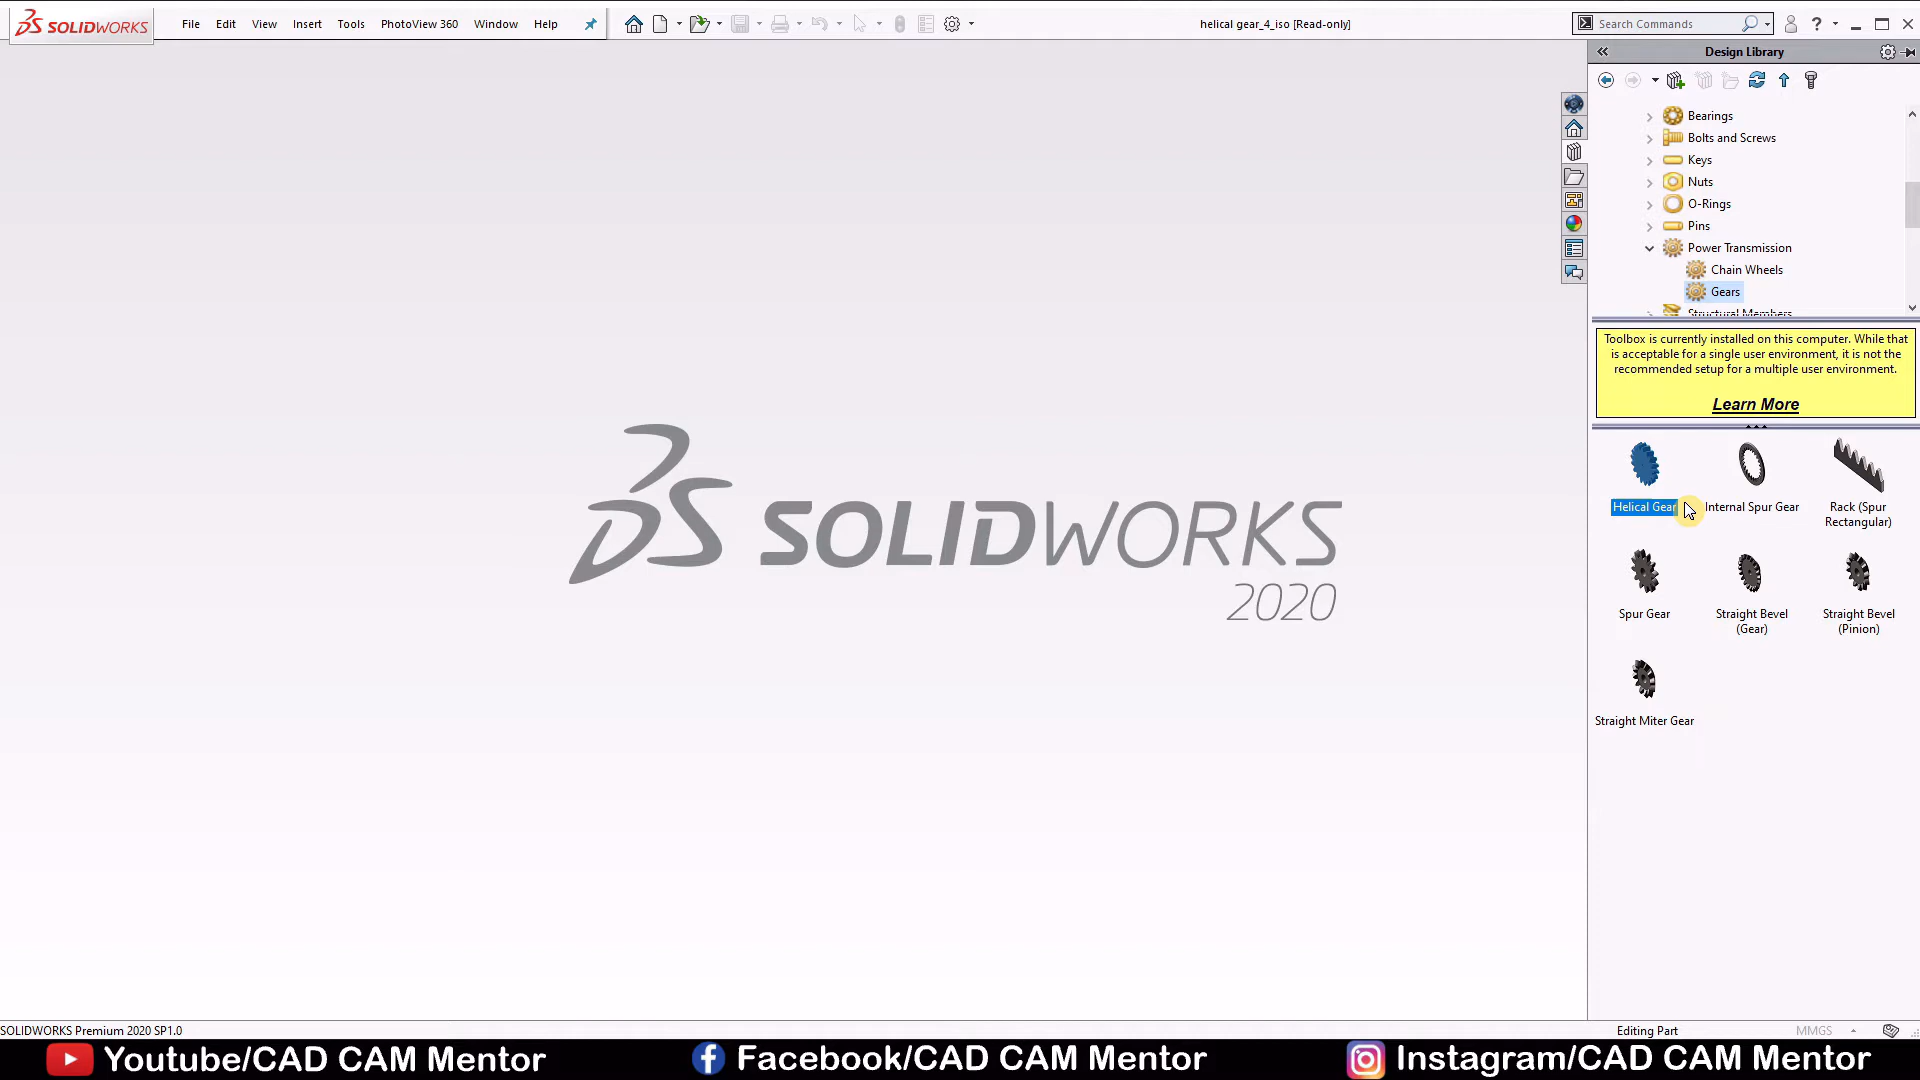 SOLIDWORKS
File Edit View Insert Tools PhotoView 360 Window Help
helical gear_4_iso [Read-only]
Search Commands
?
Design Library
Bearings
Bolts and Screws
Keys
Nuts
O-Rings
Pins
Power Transmission
Chain Wheels
Gears
Structural Members
Toolbox is currently installed on this computer. While that
is acceptable for a single user environment, it is not the
recommended setup for a multiple user environment.
Learn More
Helical Gear
Internal Spur Gear
Rack (Spur
Rectangular)
Spur Gear
Straight Bevel
(Gear)
Straight Bevel
(Pinion)
Straight Miter Gear
SOLIDWORKS
2020
SOLIDWORKS Premium 2020 SP1.0
Editing Part
MMGS
Youtube/CAD CAM Mentor
Facebook/CAD CAM Mentor
Instagram/CAD CAM Mentor